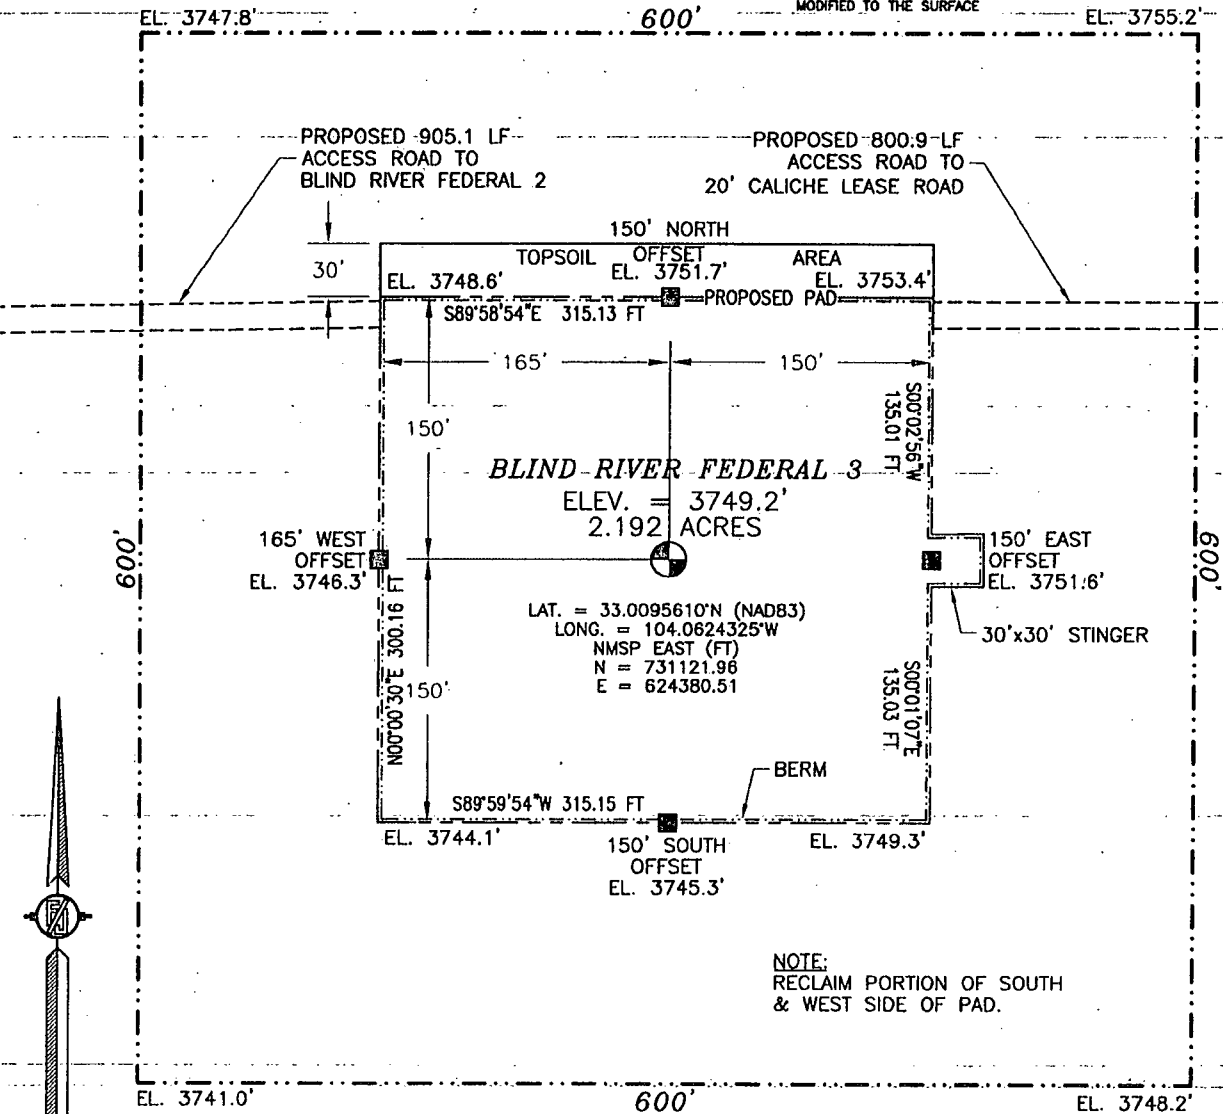 MODIFIED TO THE SURFACE
EL. 3747.8'
600'
EL. 3755.2'
PROPOSED 905.1 LF
ACCESS ROAD TO
BLIND RIVER FEDERAL 2
PROPOSED 800.9 LF
ACCESS ROAD TO
20' CALICHE LEASE ROAD
150' NORTH
OFFSET
EL. 3751.7'
TOPSOIL
AREA
30'
EL. 3748.6'
EL. 3753.4'
PROPOSED PAD
S89°58'54"E 315.13 FT
165'
150'
S00°02'56"W
135.01 FT
150'
BLIND RIVER FEDERAL 3
ELEV. = 3749.2'
2.192 ACRES
600'
165' WEST
OFFSET
EL. 3746.3'
150' EAST
OFFSET
EL. 3751.6'
600'
LAT. = 33.0095610°N (NAD83)
LONG. = 104.0624325°W
NMSP EAST (FT)
N = 731121.96
E = 624380.51
30'x30' STINGER
N00°00'30"E 300.16 FT
150'
S00°01'07"E
135.03 FT
BERM
S89°59'54"W 315.15 FT
EL. 3744.1'
150' SOUTH
OFFSET
EL. 3745.3'
EL. 3749.3'
NOTE:
RECLAIM PORTION OF SOUTH
& WEST SIDE OF PAD.
EL. 3741.0'
600'
EL. 3748.2'